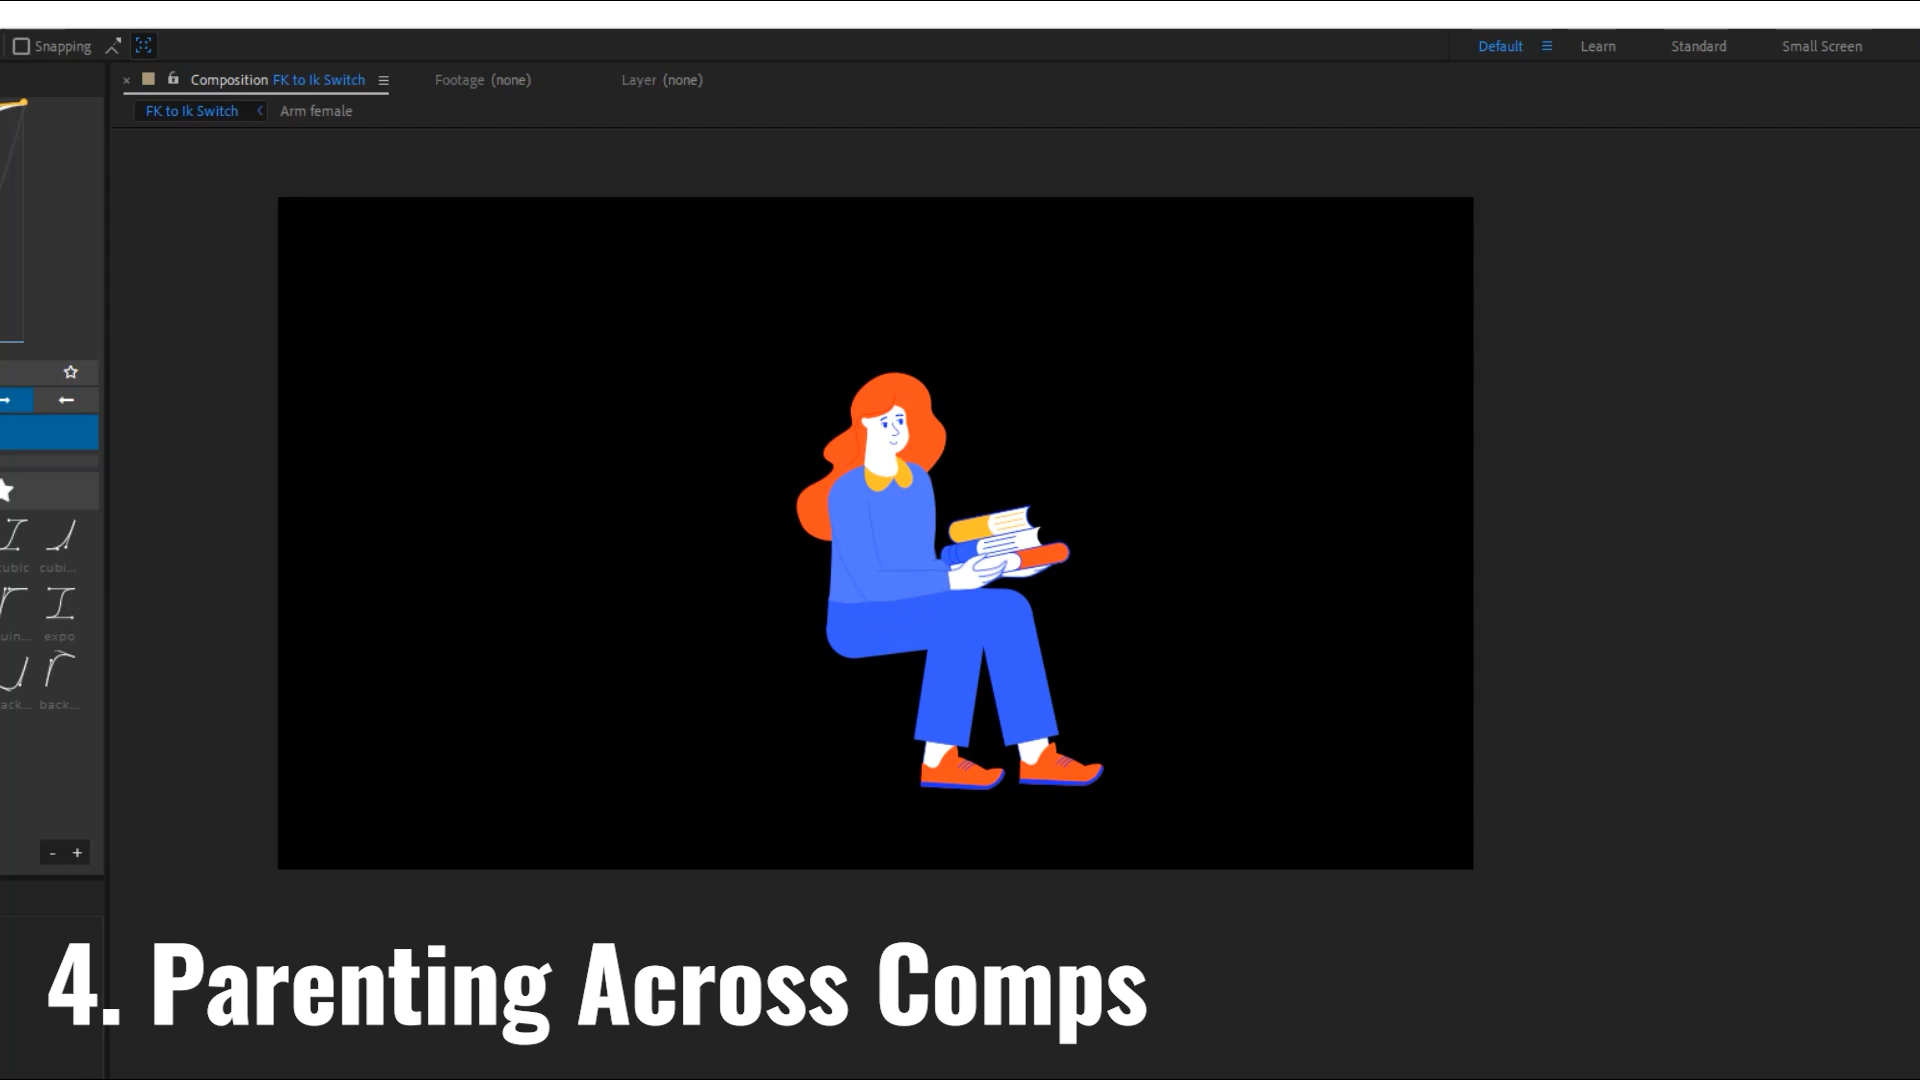 Snapping
Default
Learn
Standard
Small Screen
Composition FK to Ik Switch
Footage (none)
Layer (none)
FK to Ik Switch
Arm female
cubi...
expo
back...
- +
4. Parenting Across Comps